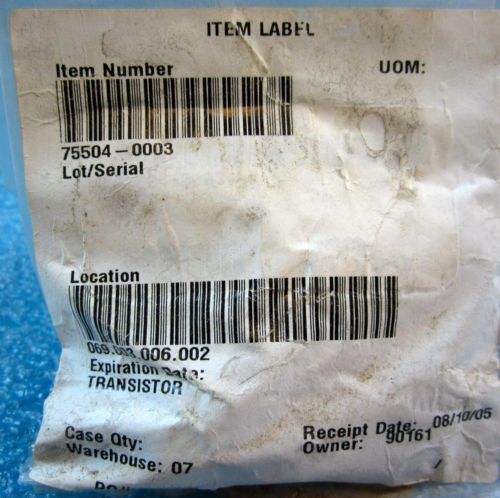 ITEM LABEL
Item Number UOM:
75504-0003
Lot/Serial
Location
069.003.006.002
Expiration Date:
TRANSISTOR
Case Qty: Receipt Date: 08/10/05
Warehouse: 07 Owner: 90161